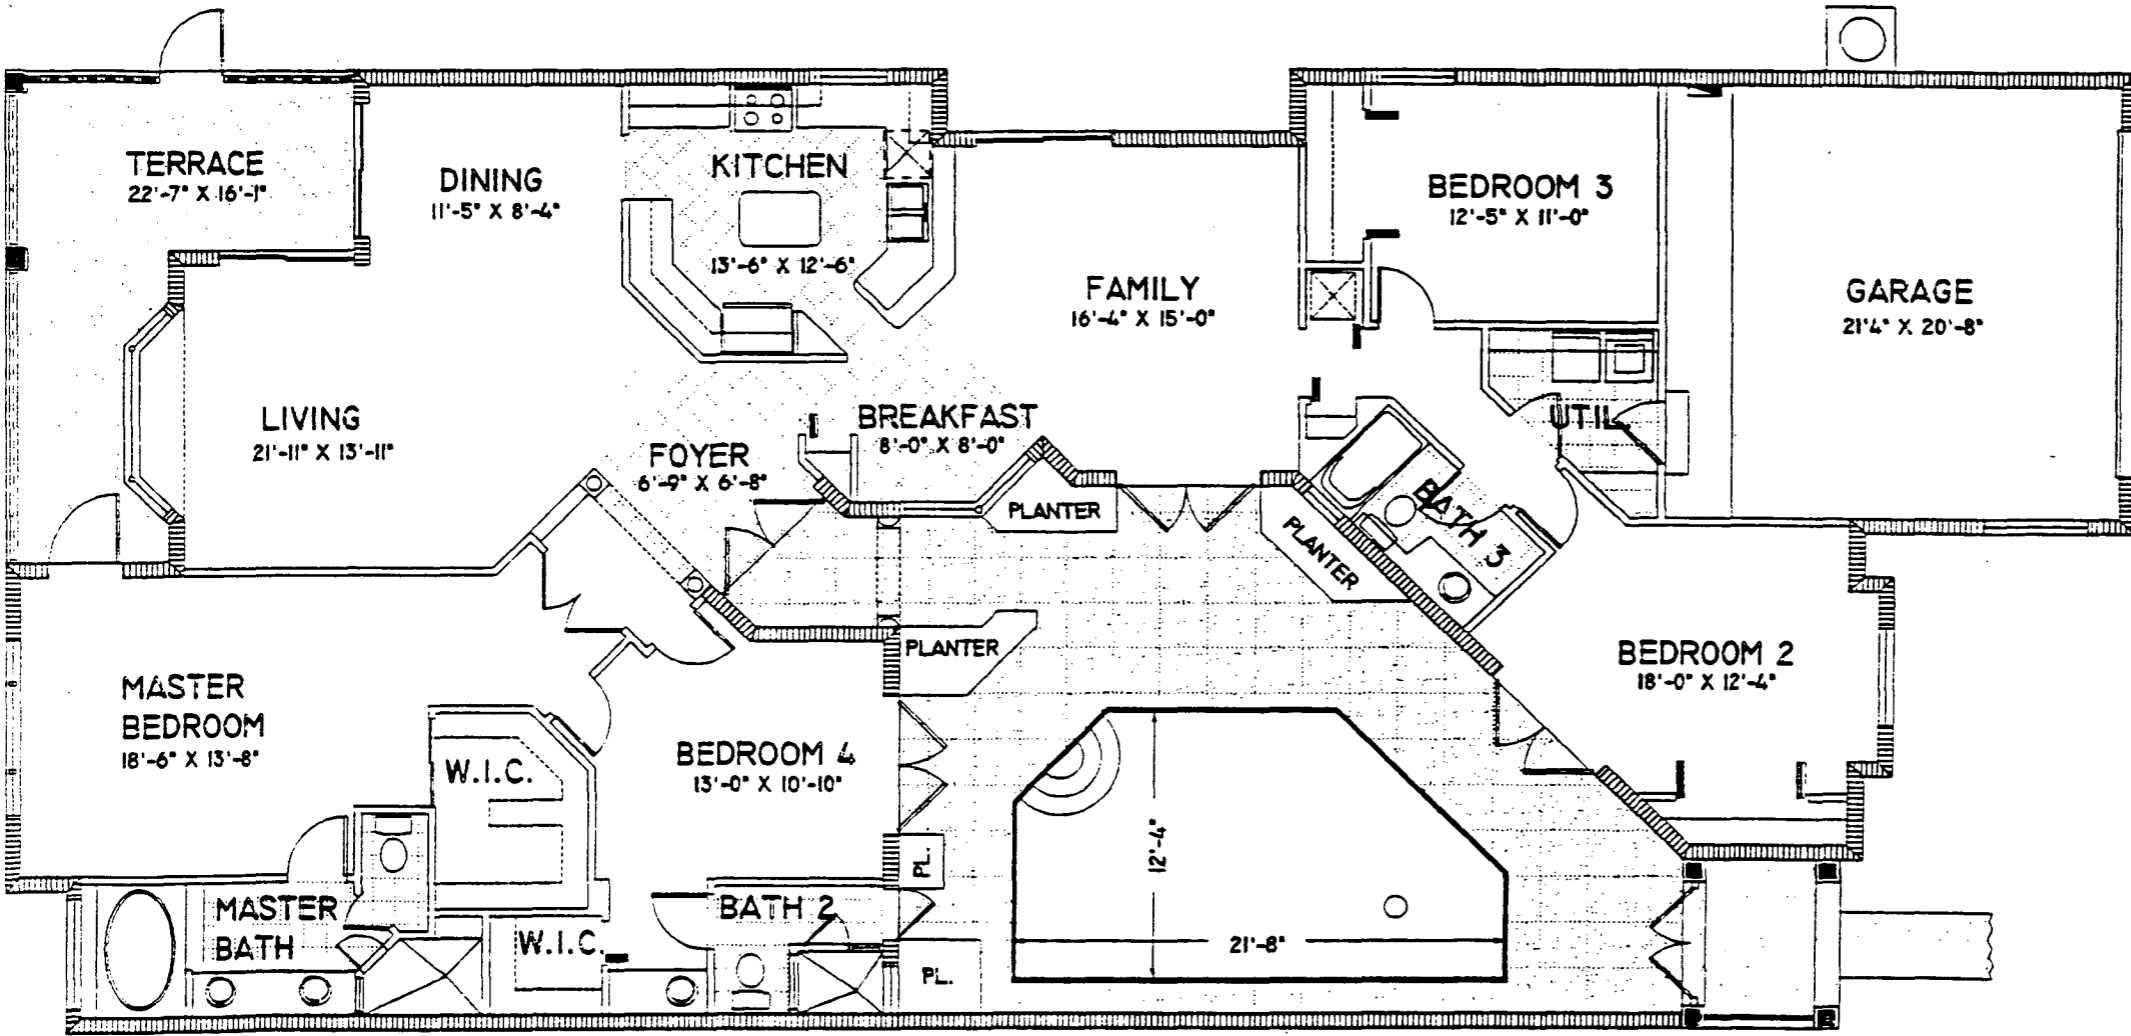 TERRACE
22'-7" X 16'-1"
DINING
11'-5" X 8'-4"
KITCHEN
13'-6" X 12'-6"
FAMILY
16'-4" X 15'-0"
BEDROOM 3
12'-5" X 11'-0"
GARAGE
21'4" X 20'-8"
LIVING
21'-11" X 13'-11"
FOYER
6'-9" X 6'-8"
BREAKFAST
8'-0" X 8'-0"
UTIL.
PLANTER
PLANTER
BATH 3
PLANTER
BEDROOM 2
18'-0" X 12'-4"
MASTER
BEDROOM
18'-6" X 13'-8"
W.I.C.
BEDROOM 4
13'-0" X 10'-10"
12'-4"
PL.
MASTER
BATH
W.I.C.
BATH 2
PL.
21'-8"